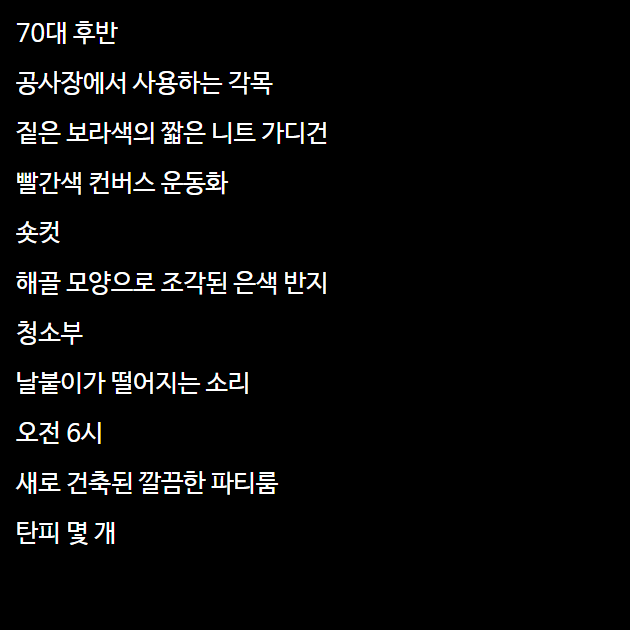 70대 후반
공사장에서 사용하는 각목
짙은 보라색의 짧은 니트 가디건
빨간색 컨버스 운동화
숏컷
해골 모양으로 조각된 은색 반지
청소부
날붙이가 떨어지는 소리
오전 6시
새로 건축된 깔끔한 파티룸
탄피 몇 개